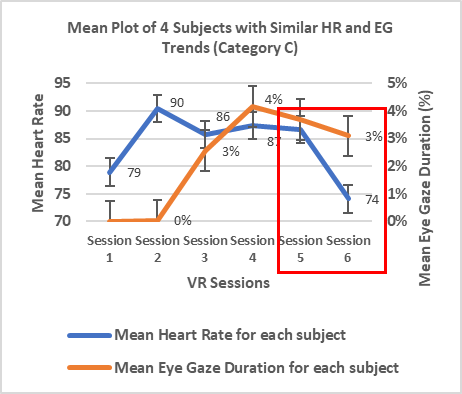 Mean Plot of 4 Subjects with Similar HR and EG
Trends (Category C)
Mean Heart Rate
95
90
85
80
75
70
5%
4%
3%
2%
1%
0%
Mean Eye Gaze Duration (%)
79
90
86
87
74
0%
3%
4%
3%
Session 1
Session 2
Session 3
Session 4
Session 5
Session 6
VR Sessions
Mean Heart Rate for each subject
Mean Eye Gaze Duration for each subject